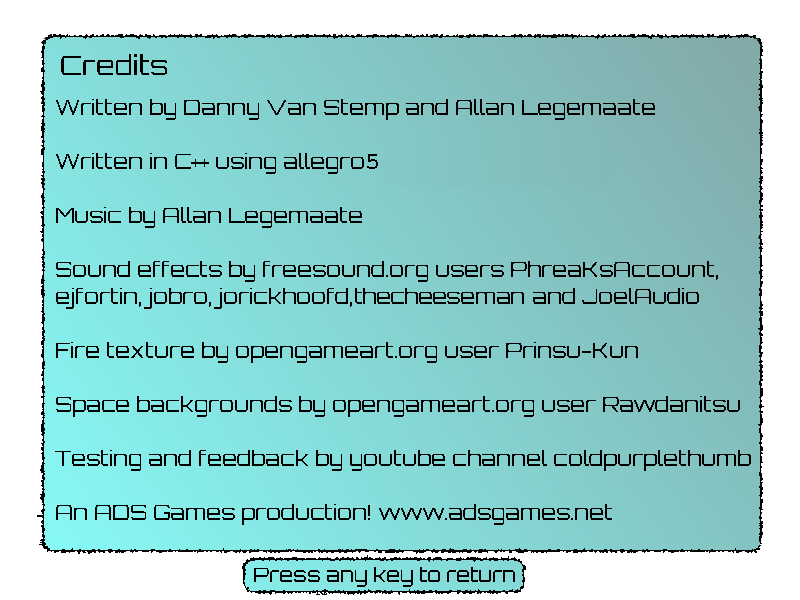 Credits
Written by Danny Van Stemp and Allan Legemaate
Written in C++ using allegro5
Music by Allan Legemaate
Sound effects by freesound.org users PhreaKsAccount,
ejfortin, jobro, jorickhoofd,thecheeseman and JoelAudio
Fire texture by opengameart.org user Prinsu-Kun
Space backgrounds by opengameart.org user Rawdanitsu
Testing and feedback by youtube channel coldpurplethumb
An ADS Games production! www.adsgames.net
Press any key to return